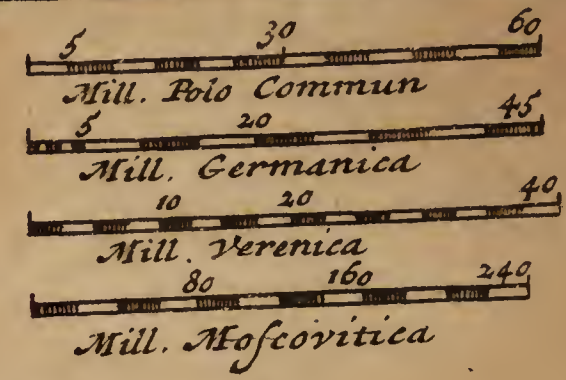 5 30 60
Mill. Polo Commun
5 20 45
Mill. Germanica
10 20 40
Mill. Verenica
80 160 240
Mill. Moſcovitica